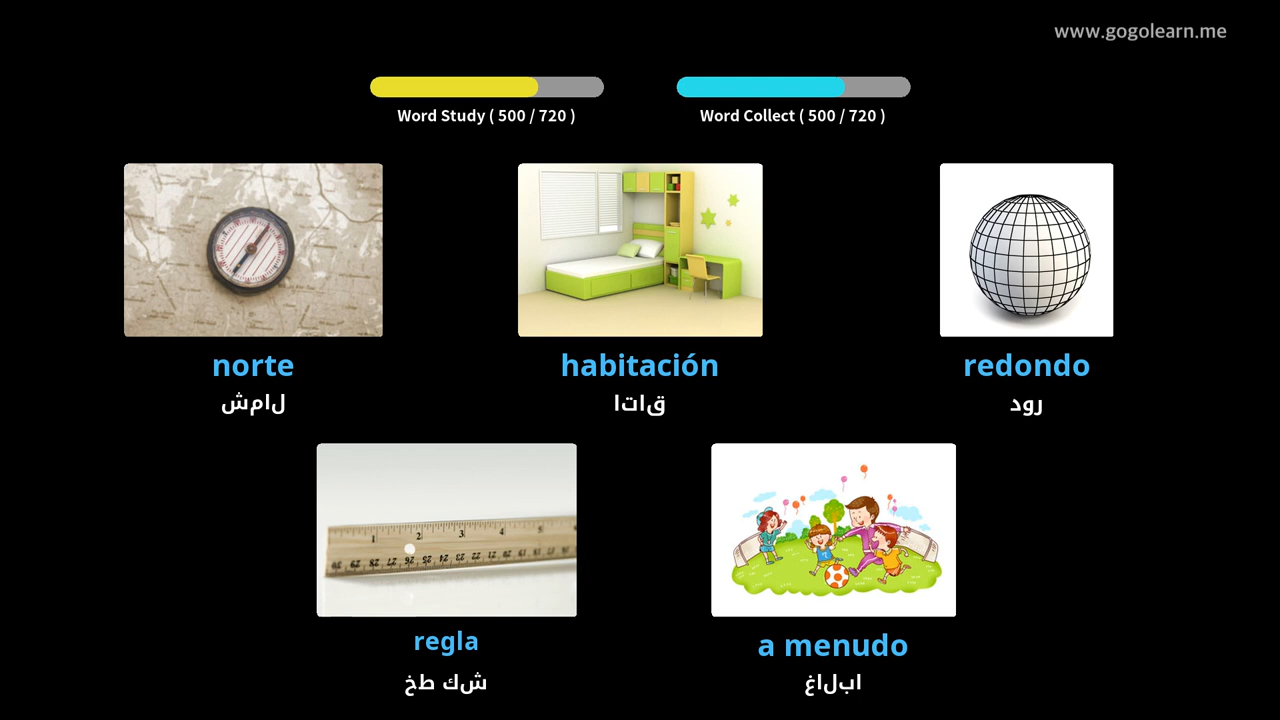 www.gogolearn.me
Word Study ( 500 / 720 )
Word Collect ( 500 / 720 )
norte
لامش
habitación
قاتا
redondo
رود
regla
شك طخ
a menudo
ابلاغ